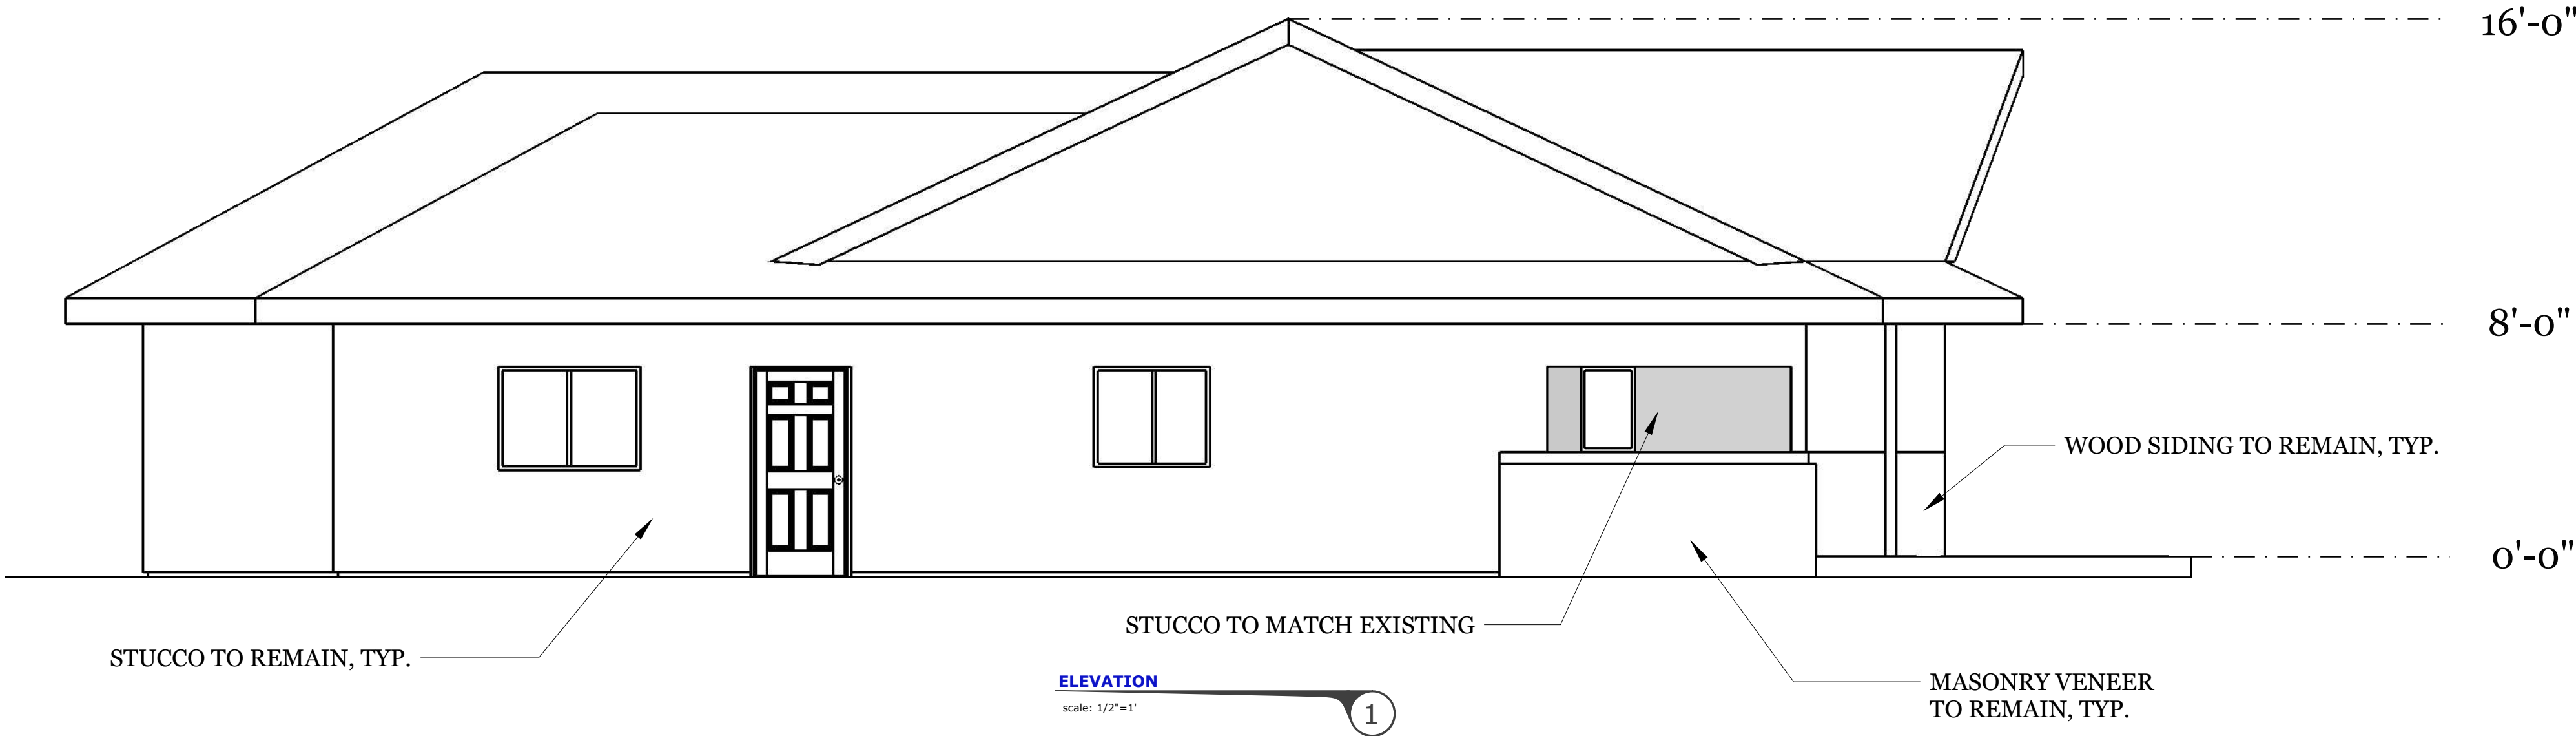 16'-0"
8'-0"
WOOD SIDING TO REMAIN, TYP.
0'-0"
STUCCO TO MATCH EXISTING
STUCCO TO REMAIN, TYP.
MASONRY VENEER
TO REMAIN, TYP.
ELEVATION
scale: 1/2"=1'
1